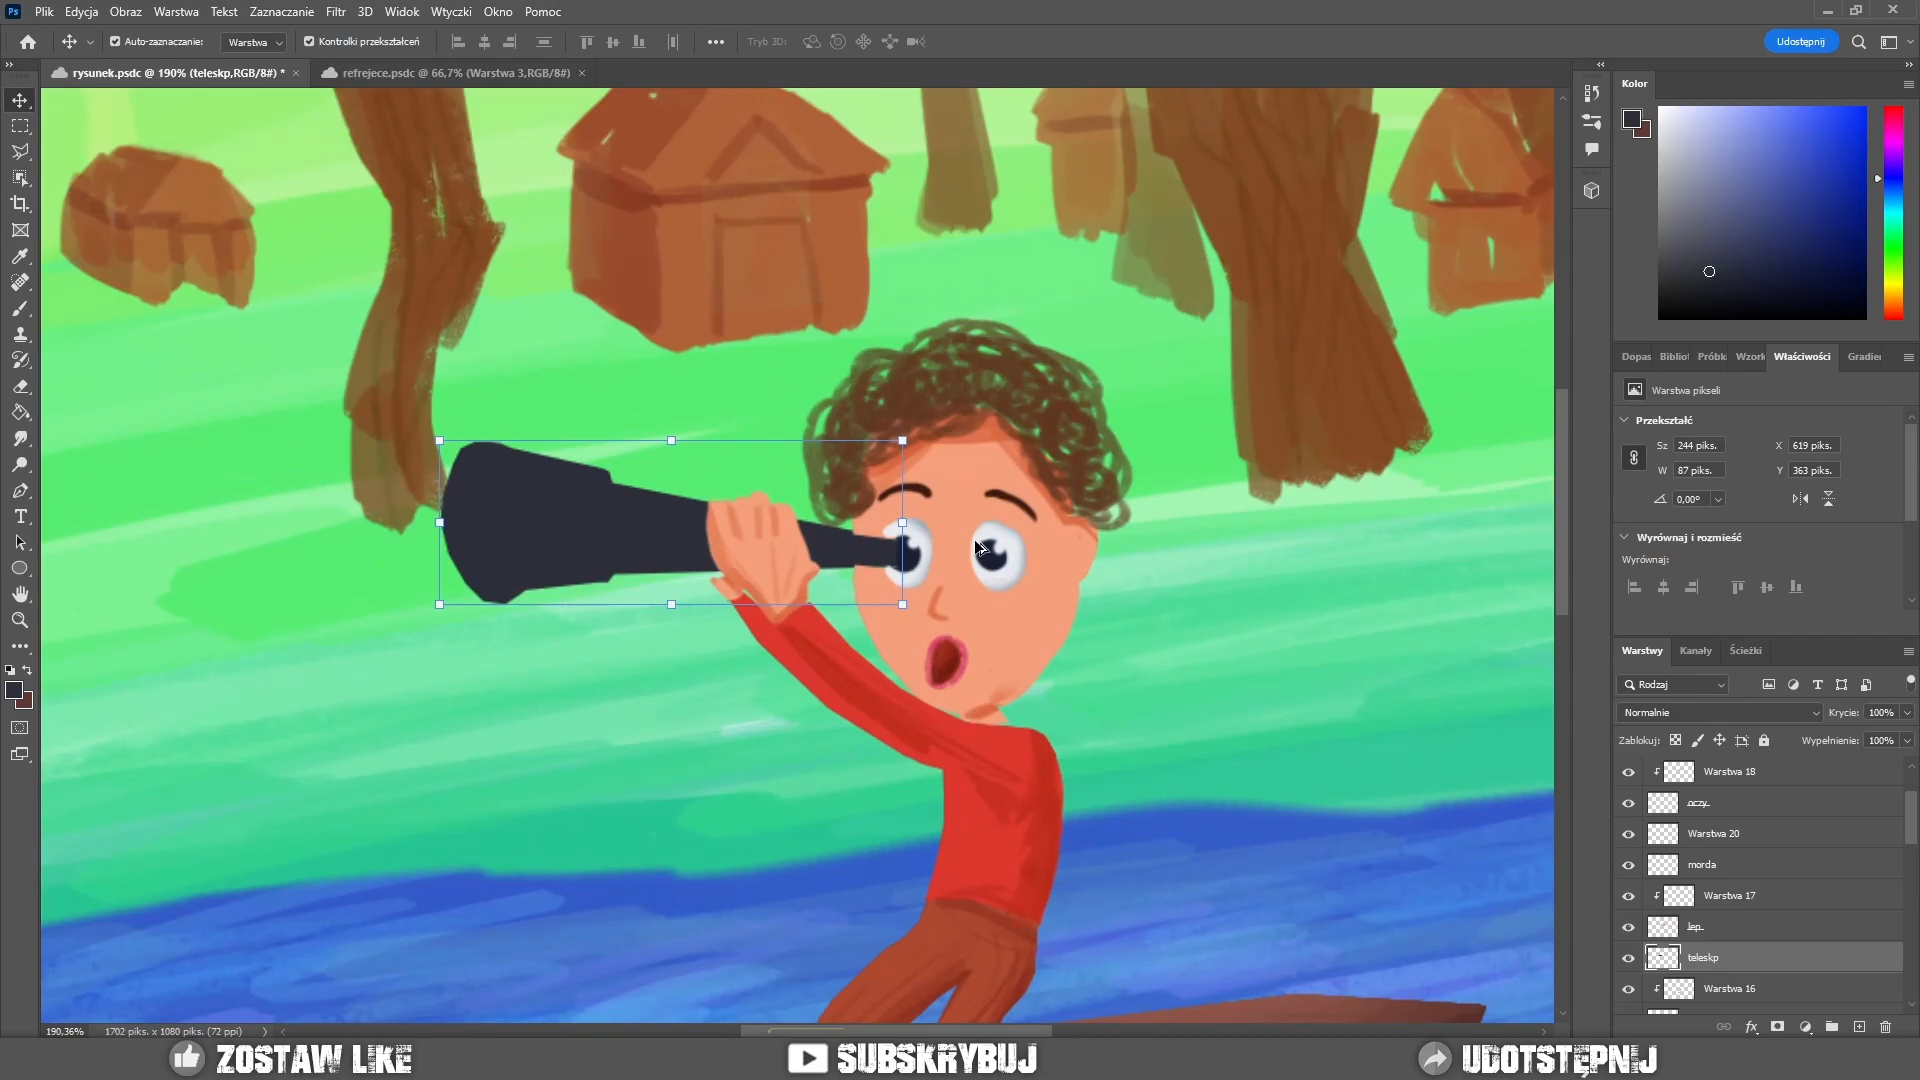 Plik Edycja Obraz Warstwa Tekst Zaznaczanie Filtr 3D Widok Wtyczki Okno Pomoc
Auto-zaznaczanie: Warstwa Kontrolki przekształceń Tryb 3D: Udostępnij
rysunek.psdc @ 190% (teleskp,RGB/8#) * refrejece.psdc @ 66,7% (Warstwa 3,RGB/8#)
Kolor
Dopas Bibliot Próbk Wzork Właściwości Gradien
Warstwa pikseli
Przekształć
Sz 244 piks. X 619 piks.
W 87 piks. Y 363 piks.
0,00°
Wyrównaj i rozmieść
Wyrównaj:
Warstwy Kanały Ścieżki
Rodzaj
Normalnie Krycie: 100%
Zablokuj: Wypełnienie: 100%
Warstwa 18
oczy
Warstwa 20
morda
Warstwa 17
łep
teleskp
Warstwa 16
190,36% 1702 piks. x 1080 piks. (72 ppi)
ZOSTAW LIKE SUBSKRYBUJ UDOTSTĘPNIJ